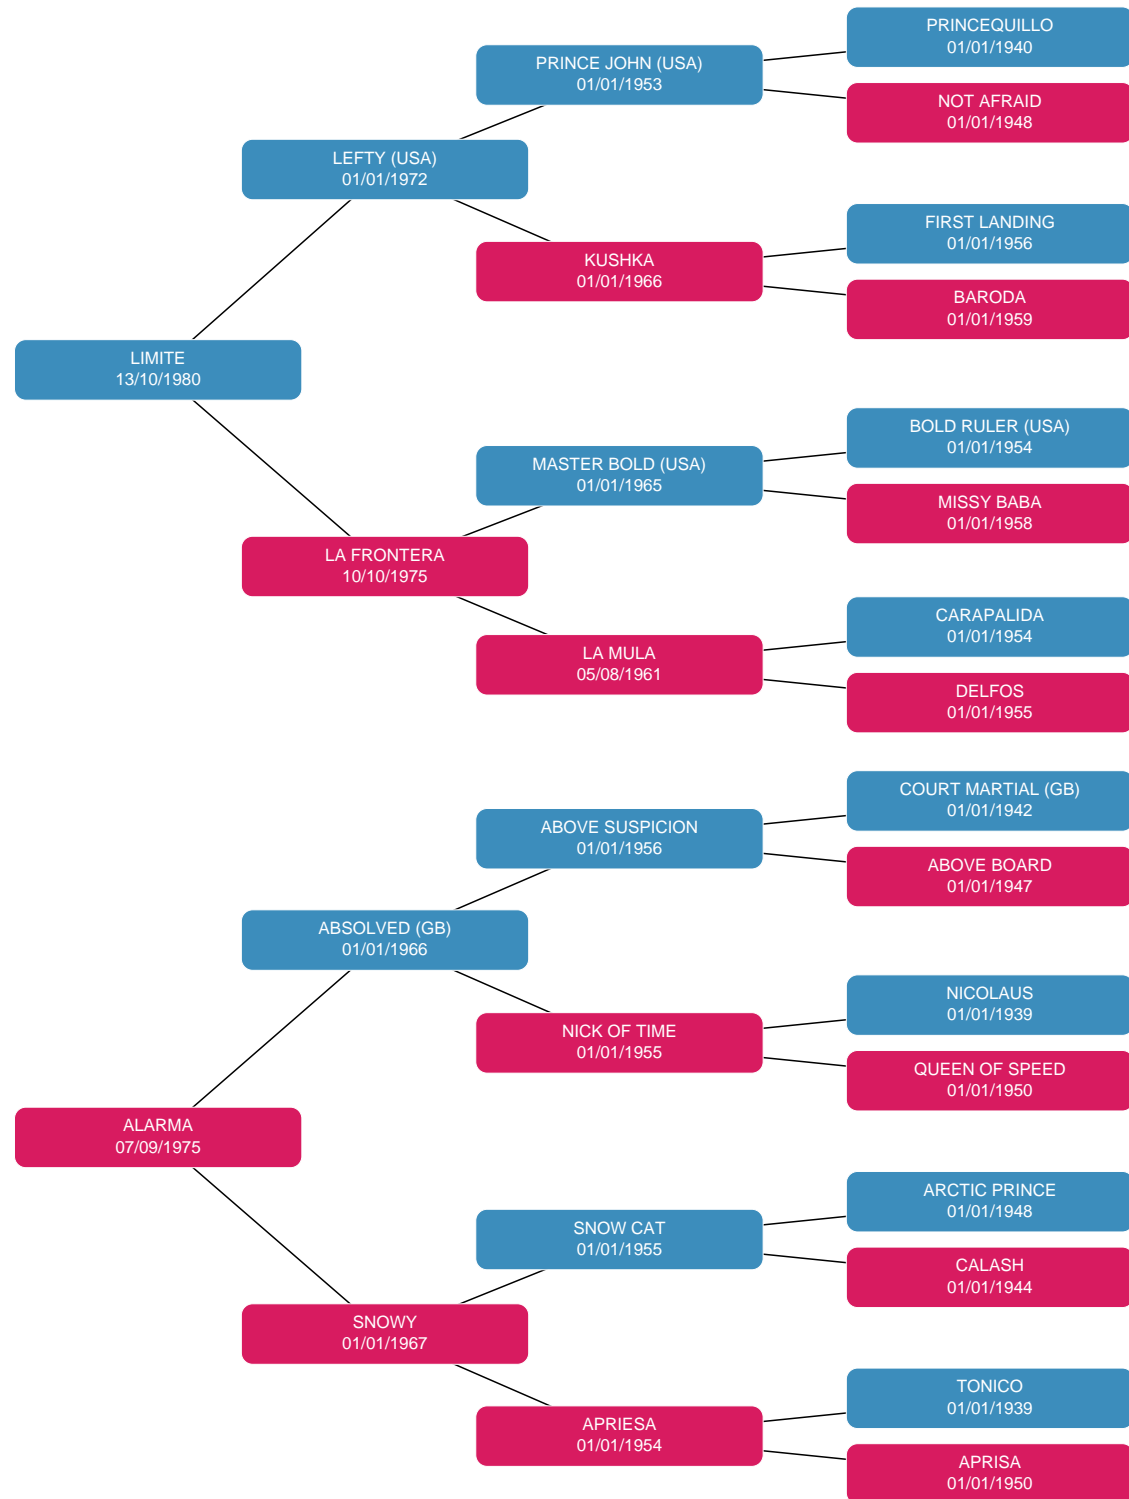 PRINCEQUILLO
01/01/1940
PRINCE JOHN (USA)
01/01/1953
NOT AFRAID
01/01/1948
LEFTY (USA)
01/01/1972
FIRST LANDING
01/01/1956
KUSHKA
01/01/1966
BARODA
01/01/1959
LIMITE
13/10/1980
BOLD RULER (USA)
01/01/1954
MASTER BOLD (USA)
01/01/1965
MISSY BABA
01/01/1958
LA FRONTERA
10/10/1975
CARAPALIDA
01/01/1954
LA MULA
05/08/1961
DELFOS
01/01/1955
COURT MARTIAL (GB)
01/01/1942
ABOVE SUSPICION
01/01/1956
ABOVE BOARD
01/01/1947
ABSOLVED (GB)
01/01/1966
NICOLAUS
01/01/1939
NICK OF TIME
01/01/1955
QUEEN OF SPEED
01/01/1950
ALARMA
07/09/1975
ARCTIC PRINCE
01/01/1948
SNOW CAT
01/01/1955
CALASH
01/01/1944
SNOWY
01/01/1967
TONICO
01/01/1939
APRIESA
01/01/1954
APRISA
01/01/1950